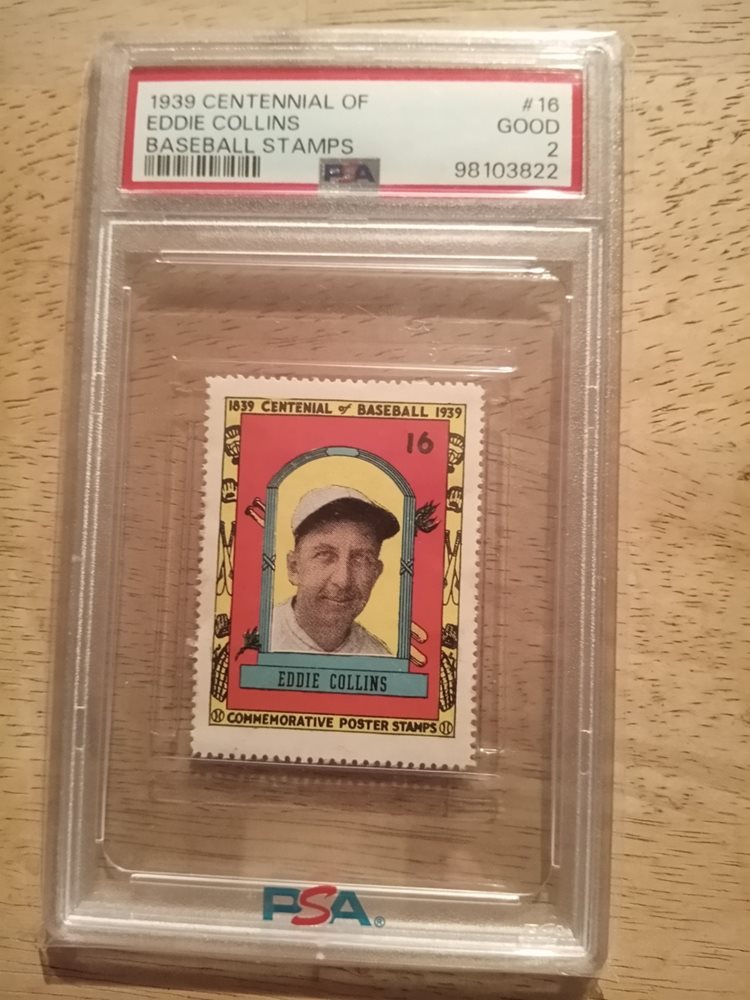 1939 CENTENNIAL OF #16
EDDIE COLLINS GOOD
BASEBALL STAMPS 2
PSA 98103822
1839 CENTENIAL of BASEBALL 1939
16
EDDIE COLLINS
COMMEMORATIVE POSTER STAMPS
PSA®